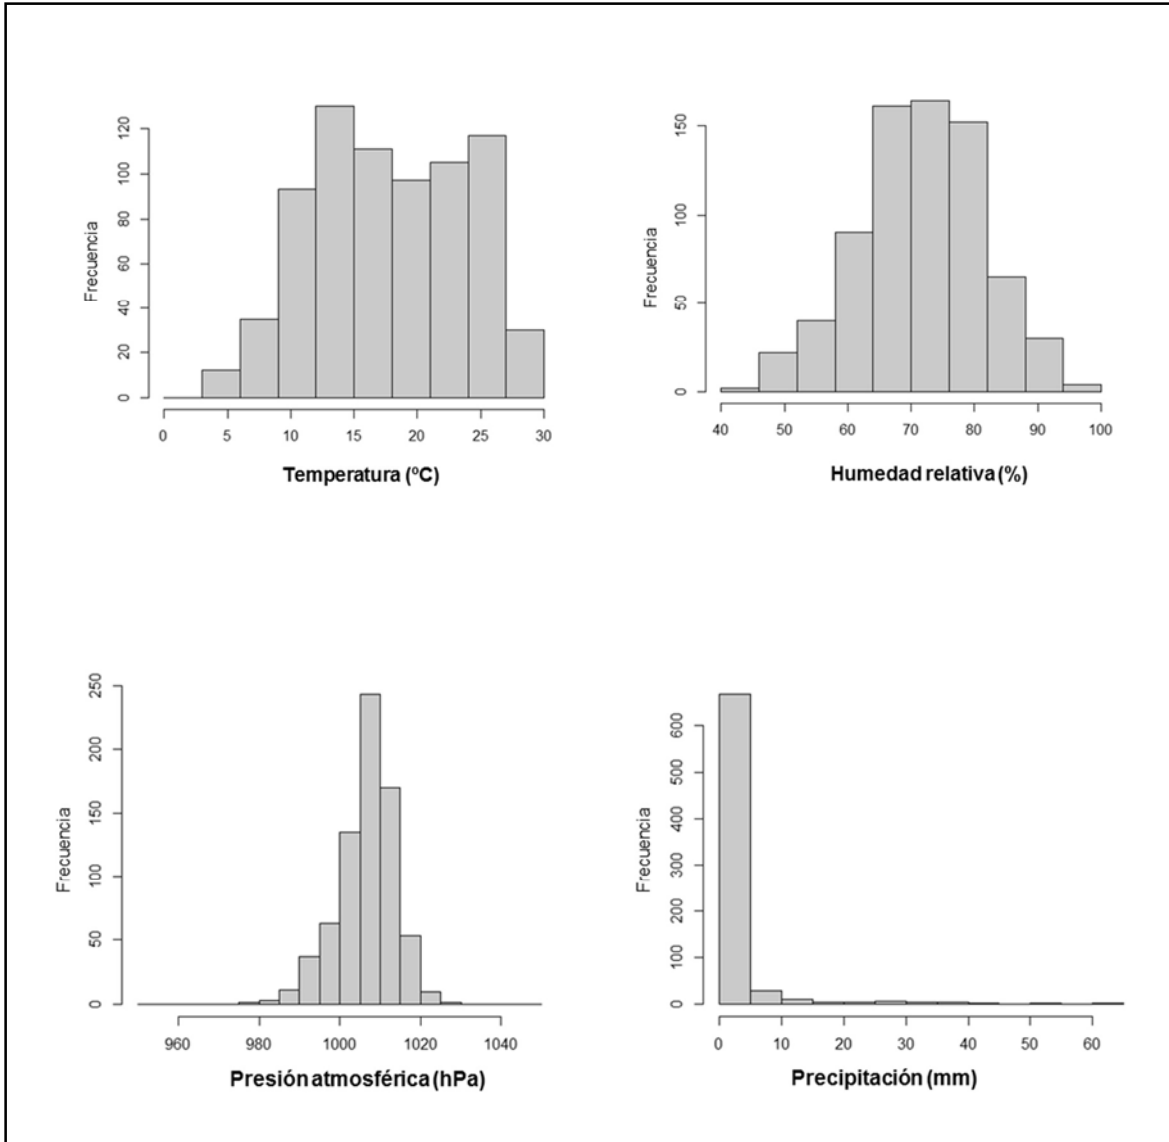 120
100
80
60
40
20
0
Frecuencia
0 5 10 15 20 25 30
Temperatura (ºC)
150
100
50
0
Frecuencia
40 50 60 70 80 90 100
Humedad relativa (%)
250
200
150
100
50
0
Frecuencia
960 980 1000 1020 1040
Presión atmosférica (hPa)
600
500
400
300
200
100
0
Frecuencia
0 10 20 30 40 50 60
Precipitación (mm)